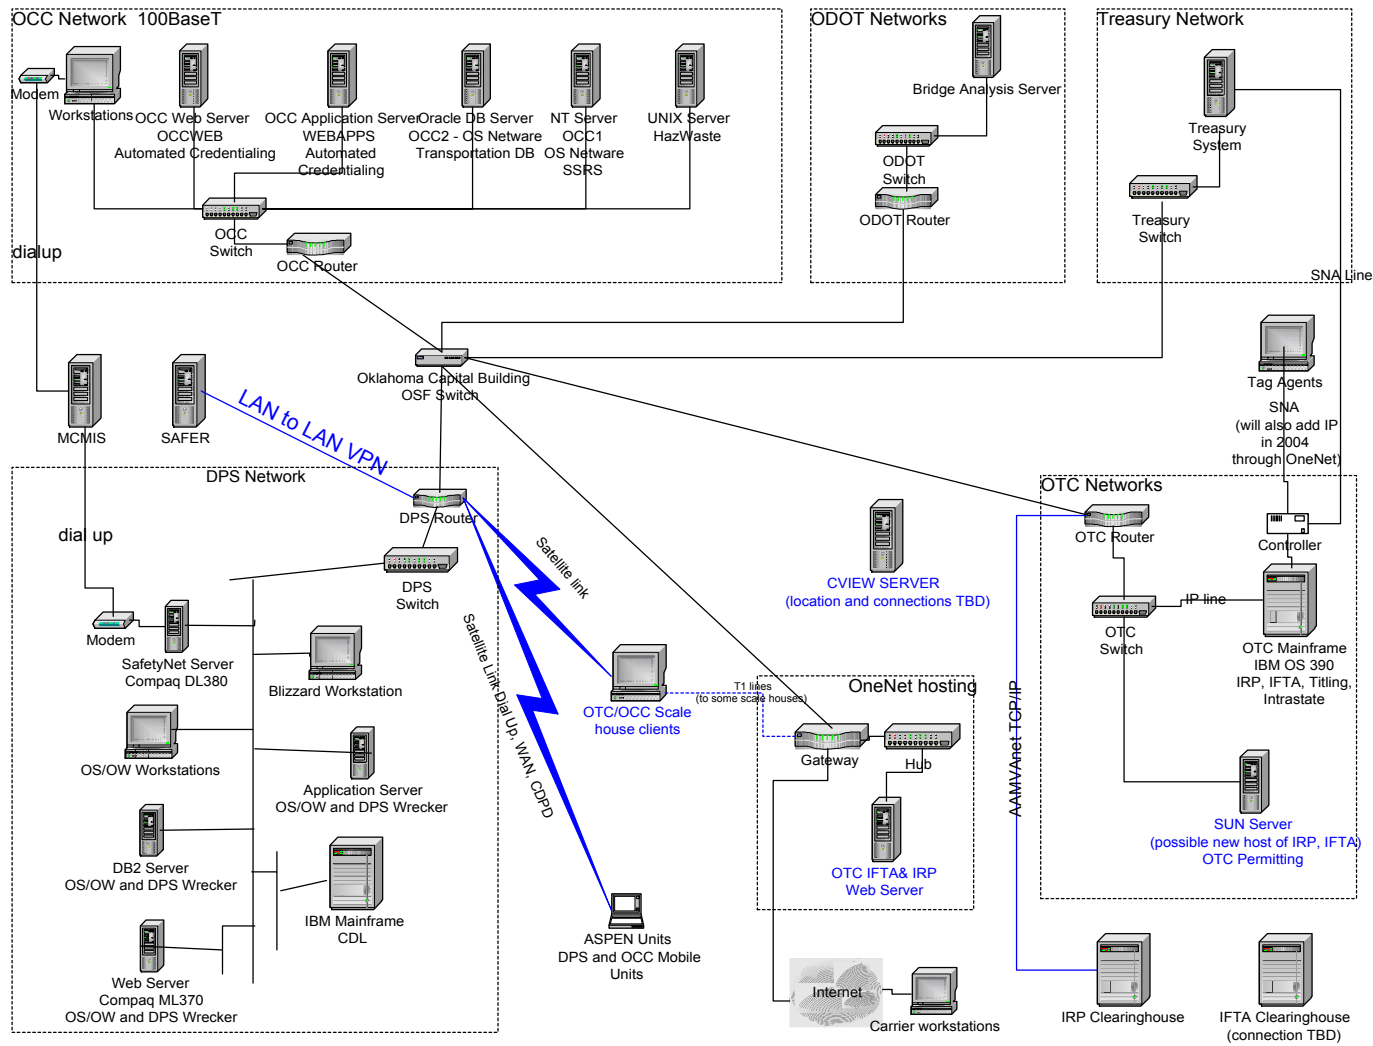 OCC Network  100BaseT
ODOT Networks
Treasury Network
Modem
Workstations
OCC Web Server
OCCWEB
Automated Credentialing
OCC Application Server
WEBAPPS
Automated
Credentialing
Oracle DB Server
OCC2 - OS Netware
Transportation DB
NT Server
OCC1
OS Netware
SSRS
UNIX Server
HazWaste
Bridge Analysis Server
ODOT
Switch
ODOT Router
Treasury
System
Treasury
Switch
OCC
Switch
OCC Router
dialup
SNA Line
Oklahoma Capital Building
OSF Switch
Tag Agents
SNA
(will also add IP
in 2004
through OneNet)
MCMIS
SAFER
LAN to LAN VPN
DPS Network
DPS Router
dial up
DPS
Switch
Satellite link
Satellite Link-Dial Up, WAN, CDPD
CVIEW SERVER
(location and connections TBD)
OTC Networks
OTC Router
Controller
IP line
OTC
Switch
OTC Mainframe
IBM OS 390
IRP, IFTA, Titling,
Intrastate
AAMVAnet TCP/IP
Modem
SafetyNet Server
Compaq DL380
Blizzard Workstation
OTC/OCC Scale
house clients
T1 lines
(to some scale houses)
OneNet hosting
Gateway
Hub
OS/OW Workstations
Application Server
OS/OW and DPS Wrecker
SUN Server
(possible new host of IRP, IFTA)
OTC Permitting
DB2 Server
OS/OW and DPS Wrecker
OTC IFTA& IRP
Web Server
IBM Mainframe
CDL
ASPEN Units
DPS and OCC Mobile
Units
Web Server
Compaq ML370
OS/OW and DPS Wrecker
Internet
Carrier workstations
IRP Clearinghouse
IFTA Clearinghouse
(connection TBD)